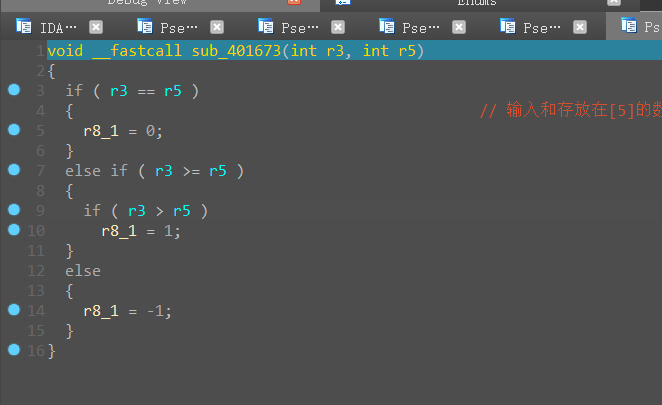 Debug View
Enums
IDA··· Pse··· Pse··· Pse··· Pse··· Ps
1 void __fastcall sub_401673(int r3, int r5)
2 {
3 if ( r3 == r5 )
4 { // 输入和存放在[5]的数
5 r8_1 = 0;
6 }
7 else if ( r3 >= r5 )
8 {
9 if ( r3 > r5 )
10 r8_1 = 1;
11 }
12 else
13 {
14 r8_1 = -1;
15 }
16 }